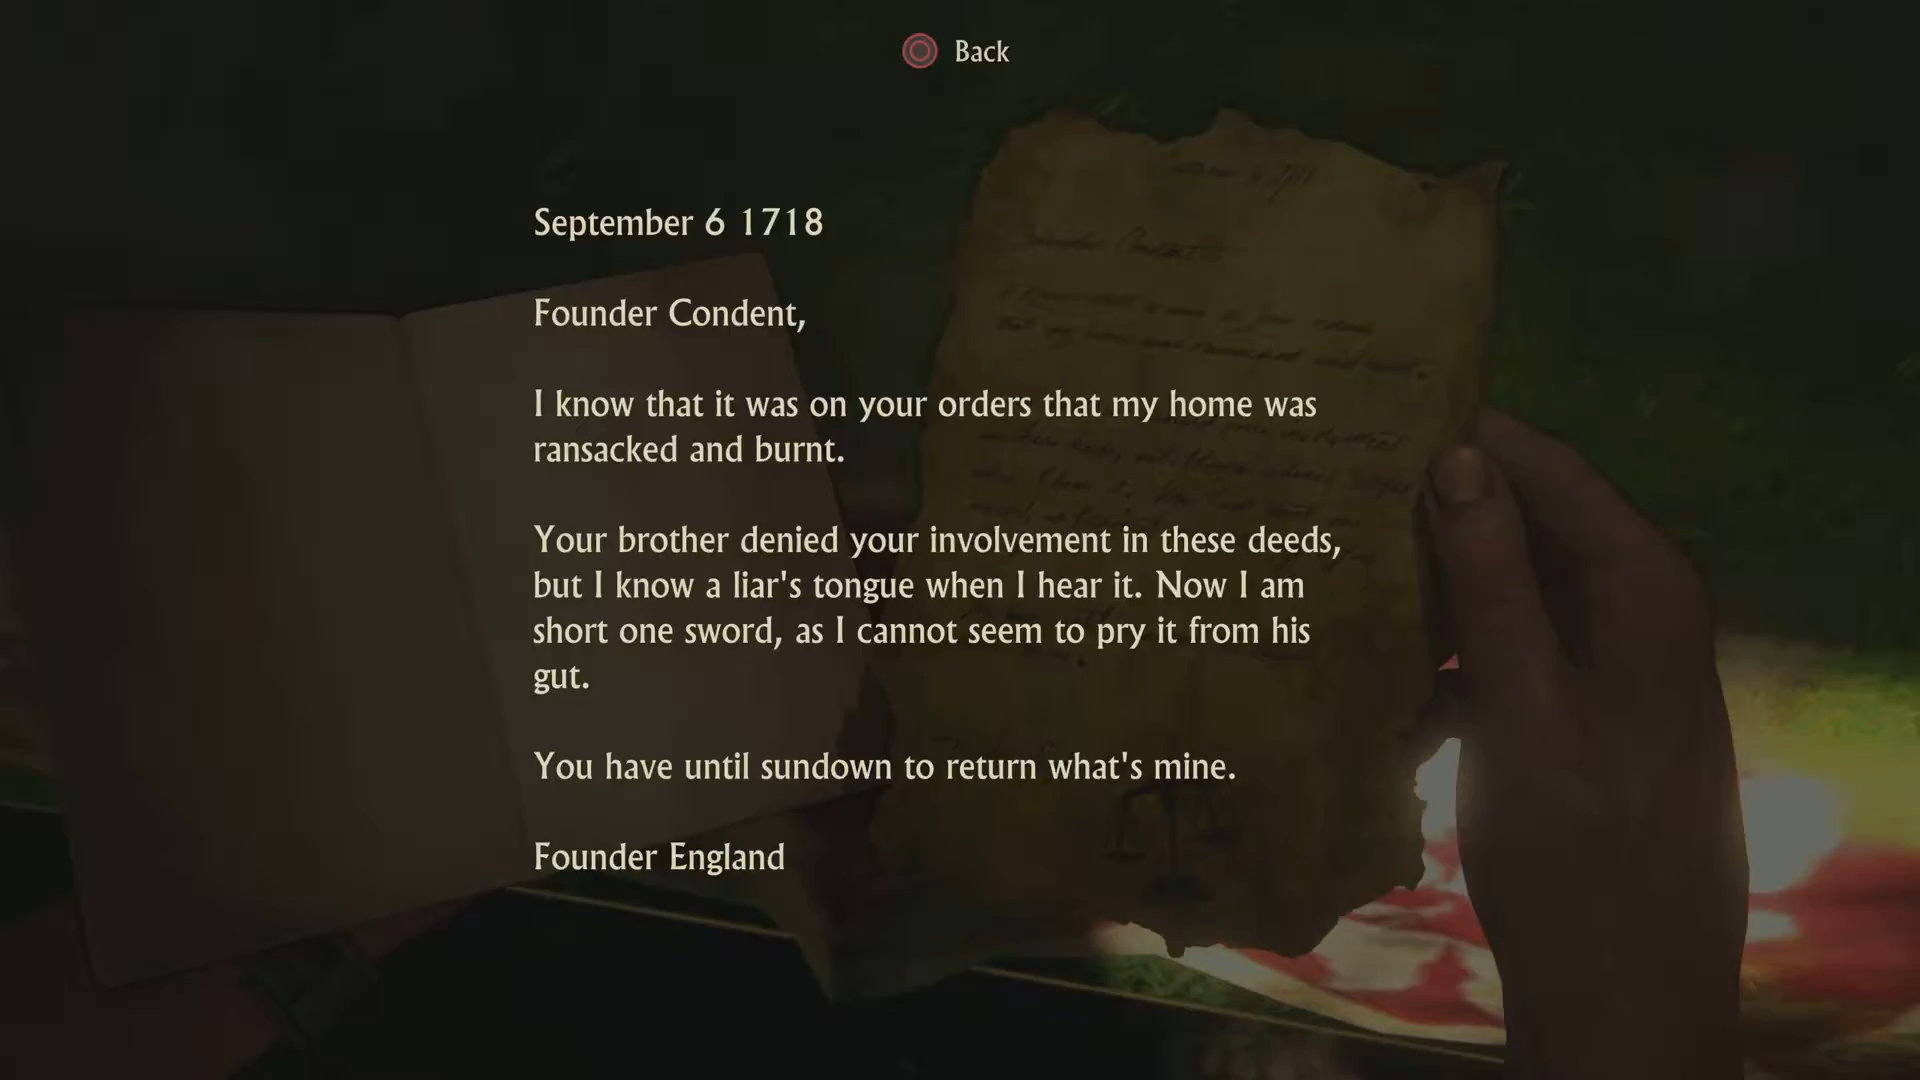 Back
September 6 1718
Founder Condent,
I know that it was on your orders that my home was
ransacked and burnt.
Your brother denied your involvement in these deeds,
but I know a liar's tongue when I hear it. Now I am
short one sword, as I cannot seem to pry it from his
gut.
You have until sundown to return what's mine.
Founder England